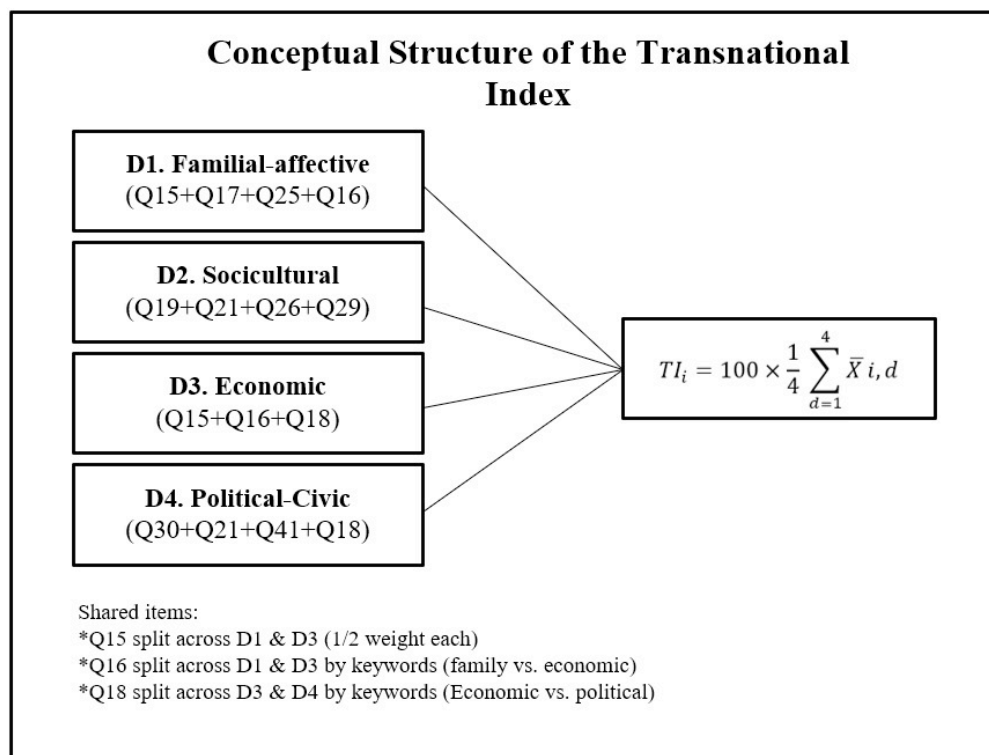 Conceptual Structure of the Transnational
Index
D1. Familial-affective
(Q15+Q17+Q25+Q16)
D2. Socicultural
(Q19+Q21+Q26+Q29)
D3. Economic
(Q15+Q16+Q18)
D4. Political-Civic
(Q30+Q21+Q41+Q18)
TI_i = 100 × 1/4 ∑_{d=1}^{4} X̄ i,d
Shared items:
*Q15 split across D1 & D3 (1/2 weight each)
*Q16 split across D1 & D3 by keywords (family vs. economic)
*Q18 split across D3 & D4 by keywords (Economic vs. political)